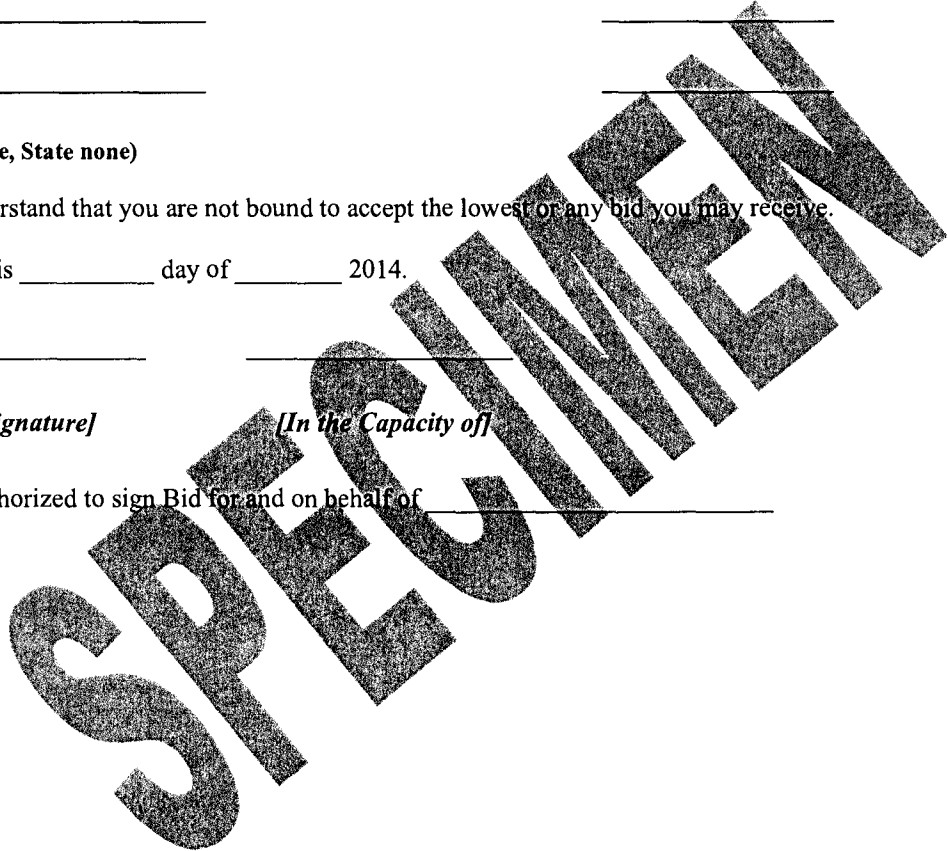 e, State none)
rstand that you are not bound to accept the lowest or any bid you may receive.
is __________ day of ________ 2014.
gnature] [In the Capacity of]
horized to sign Bid for and on behalf of __________________________
SPECIMEN